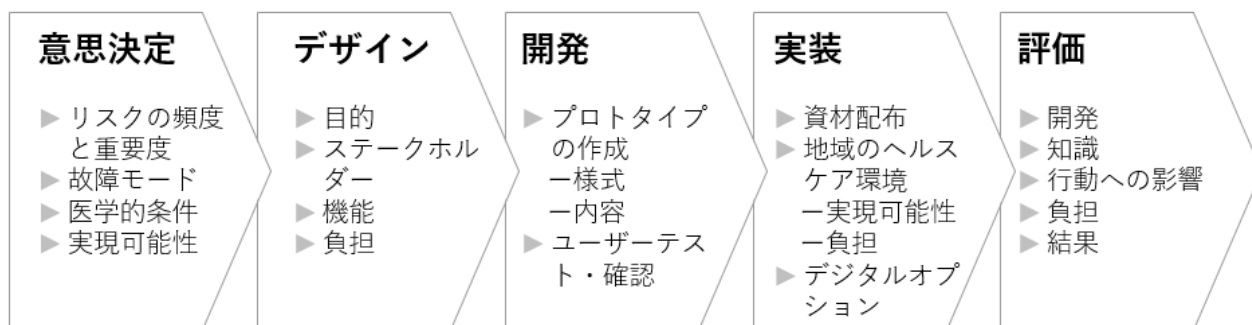 意思決定
▶ リスクの頻度
と重要度
▶ 故障モード
▶ 医学的条件
▶ 実現可能性
デザイン
▶ 目的
▶ ステークホル
ダー
▶ 機能
▶ 負担
開発
▶ プロトタイプ
の作成
ー様式
ー内容
▶ ユーザーテス
ト・確認
実装
▶ 資材配布
▶ 地域のヘルス
ケア環境
ー実現可能性
ー負担
▶ デジタルオプ
ション
評価
▶ 開発
▶ 知識
▶ 行動への影響
▶ 負担
▶ 結果